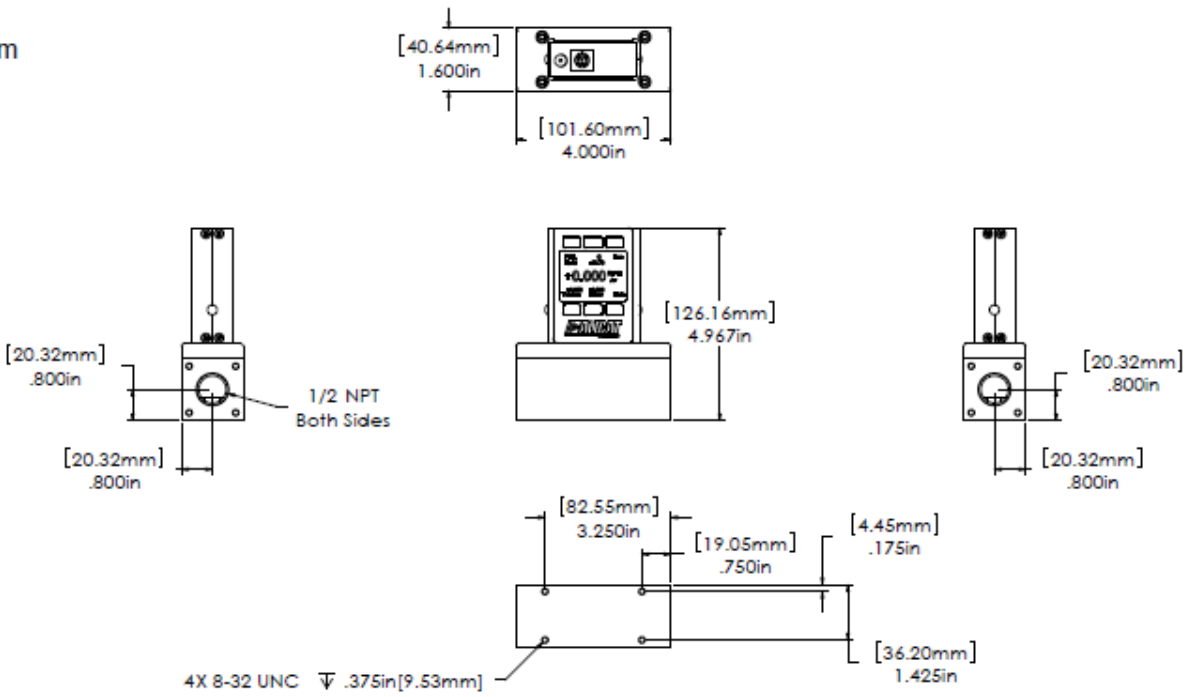 m
[40.64mm]
1.600in
[101.60mm]
4.000in
+0.000
[126.16mm]
4.967in
[20.32mm]
.800in
1/2 NPT
Both Sides
[20.32mm]
.800in
[20.32mm]
.800in
[20.32mm]
.800in
[82.55mm]
3.250in
[19.05mm]
.750in
[4.45mm]
.175in
[36.20mm]
1.425in
4X 8-32 UNC ↧ .375in[9.53mm]